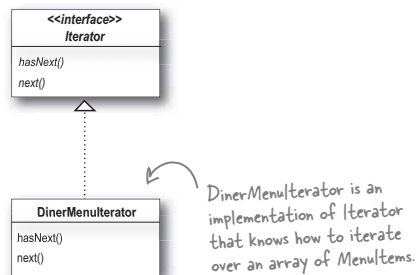 <<interface>>
Iterator
hasNext()
next()
DinerMenuIterator is an
implementation of Iterator
that knows how to iterate
over an array of MenuItems.
DinerMenuIterator
hasNext()
next()